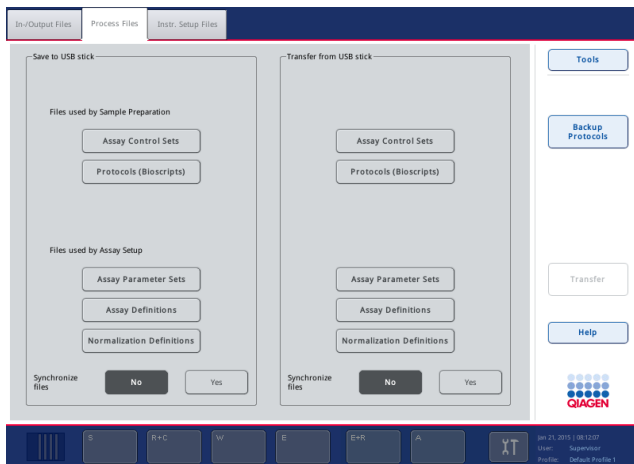 In-/Output Files
Process Files
Instr. Setup Files
Save to USB stick
Files used by Sample Preparation
Assay Control Sets
Protocols (Bioscripts)
Files used by Assay Setup
Assay Parameter Sets
Assay Definitions
Normalization Definitions
Synchronize
files
No
Yes
Transfer from USB stick
Assay Control Sets
Protocols (Bioscripts)
Assay Parameter Sets
Assay Definitions
Normalization Definitions
Synchronize
files
No
Yes
Tools
Backup
Protocols
Transfer
Help
QIAGEN
S
R+C
W
E
E+R
A
Jan 21, 2015 | 08:12:07
User: Supervisor
Profile: Default Profile 1